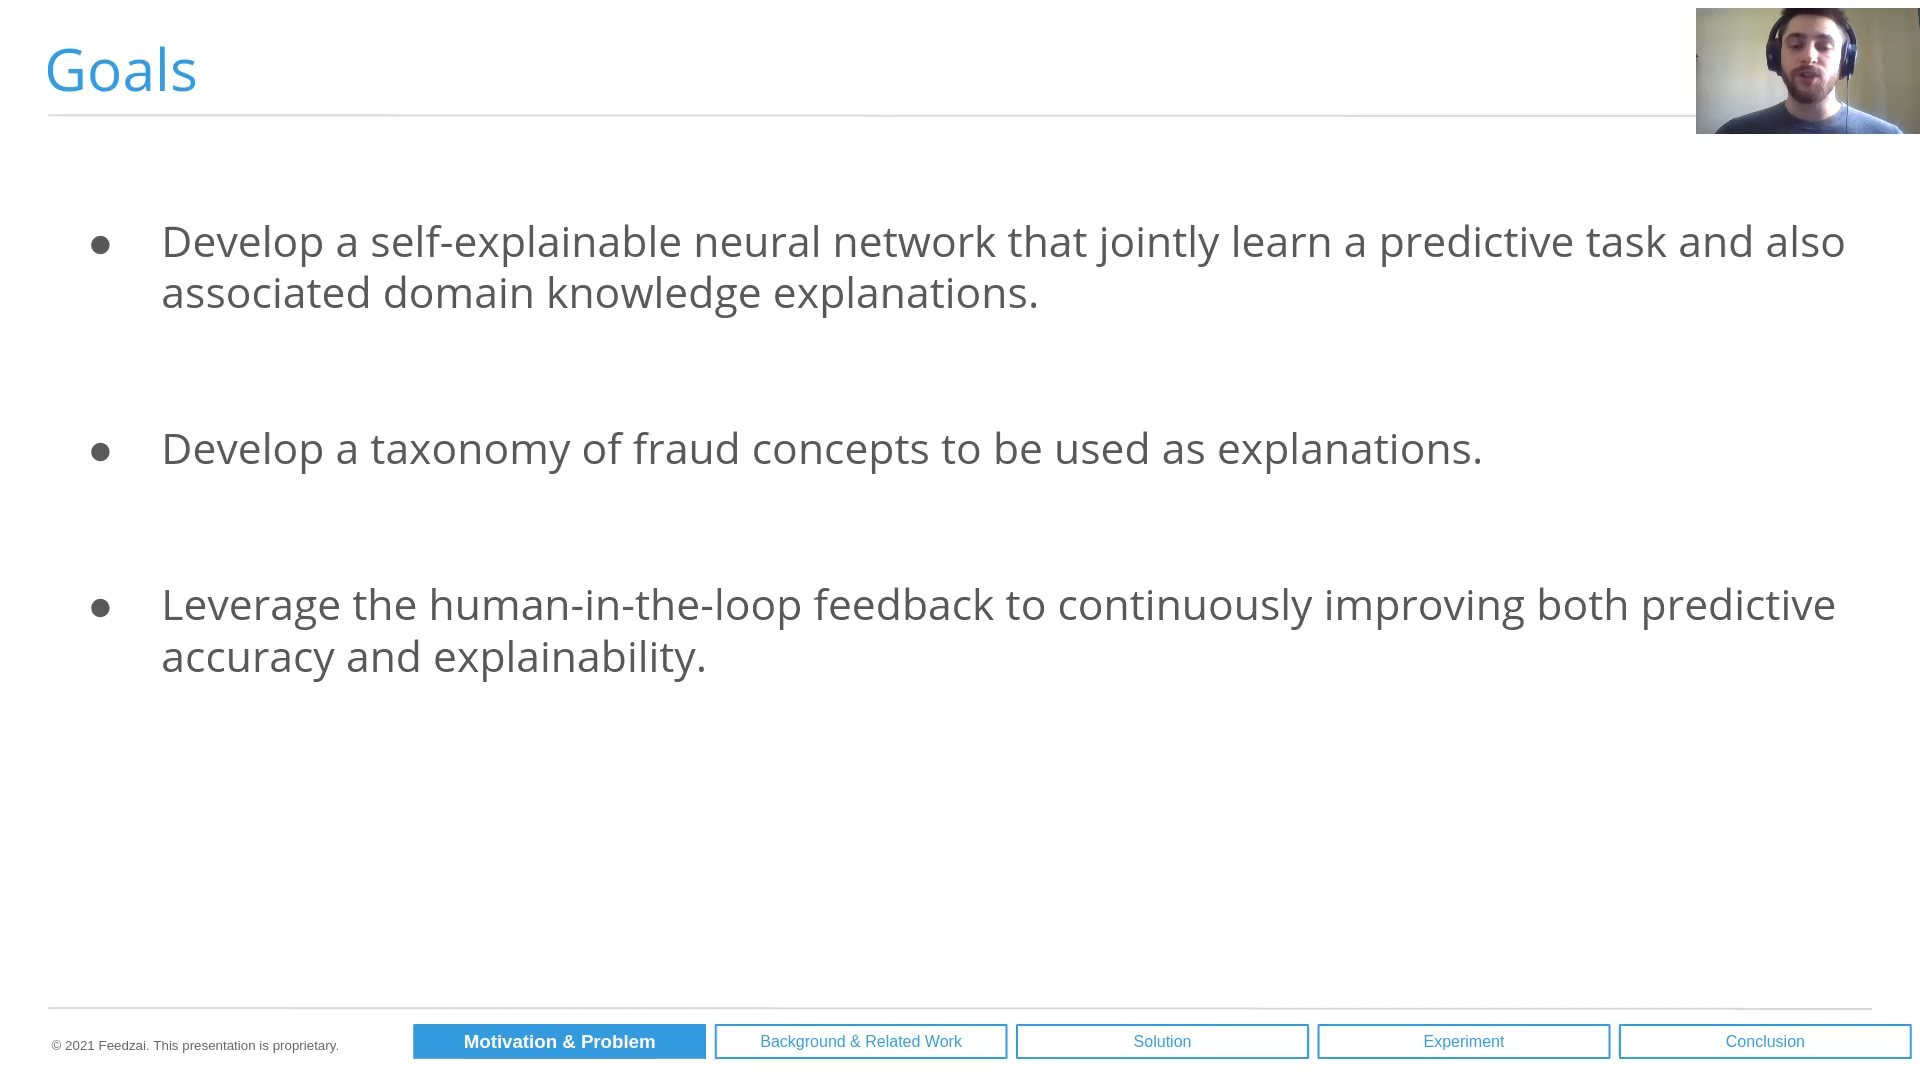 Goals
● Develop a self-explainable neural network that jointly learn a predictive task and also
associated domain knowledge explanations.
● Develop a taxonomy of fraud concepts to be used as explanations.
● Leverage the human-in-the-loop feedback to continuously improving both predictive
accuracy and explainability.
© 2021 Feedzai. This presentation is proprietary.
Motivation & Problem
Background & Related Work
Solution
Experiment
Conclusion